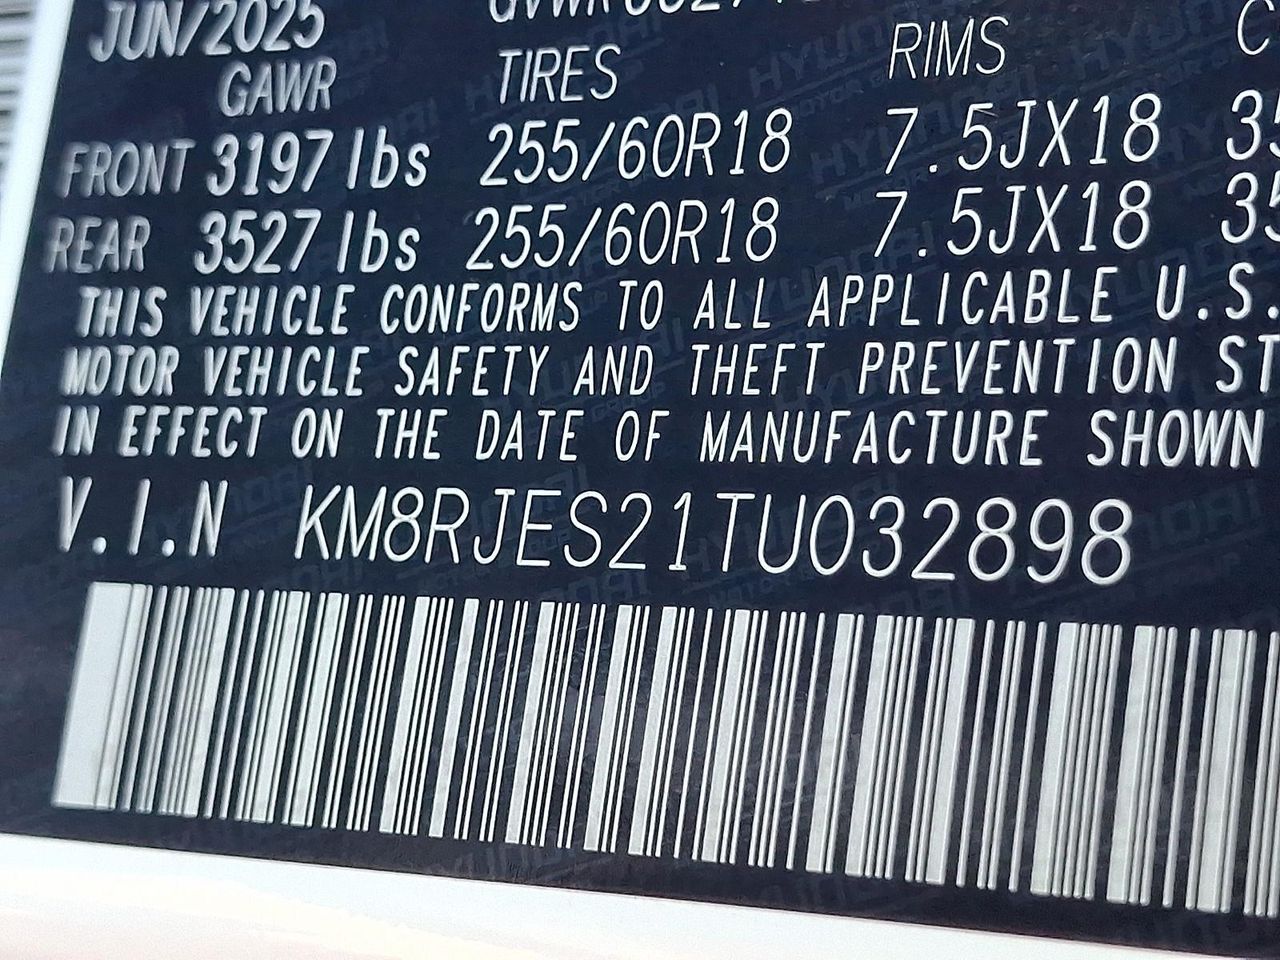 JUN/2025
GAWR TIRES RIMS
FRONT 3197 lbs 255/60R18 7.5JX18
REAR 3527 lbs 255/60R18 7.5JX18
THIS VEHICLE CONFORMS TO ALL APPLICABLE U.S.
MOTOR VEHICLE SAFETY AND THEFT PREVENTION ST
IN EFFECT ON THE DATE OF MANUFACTURE SHOWN
V.I.N KM8RJES21TU032898